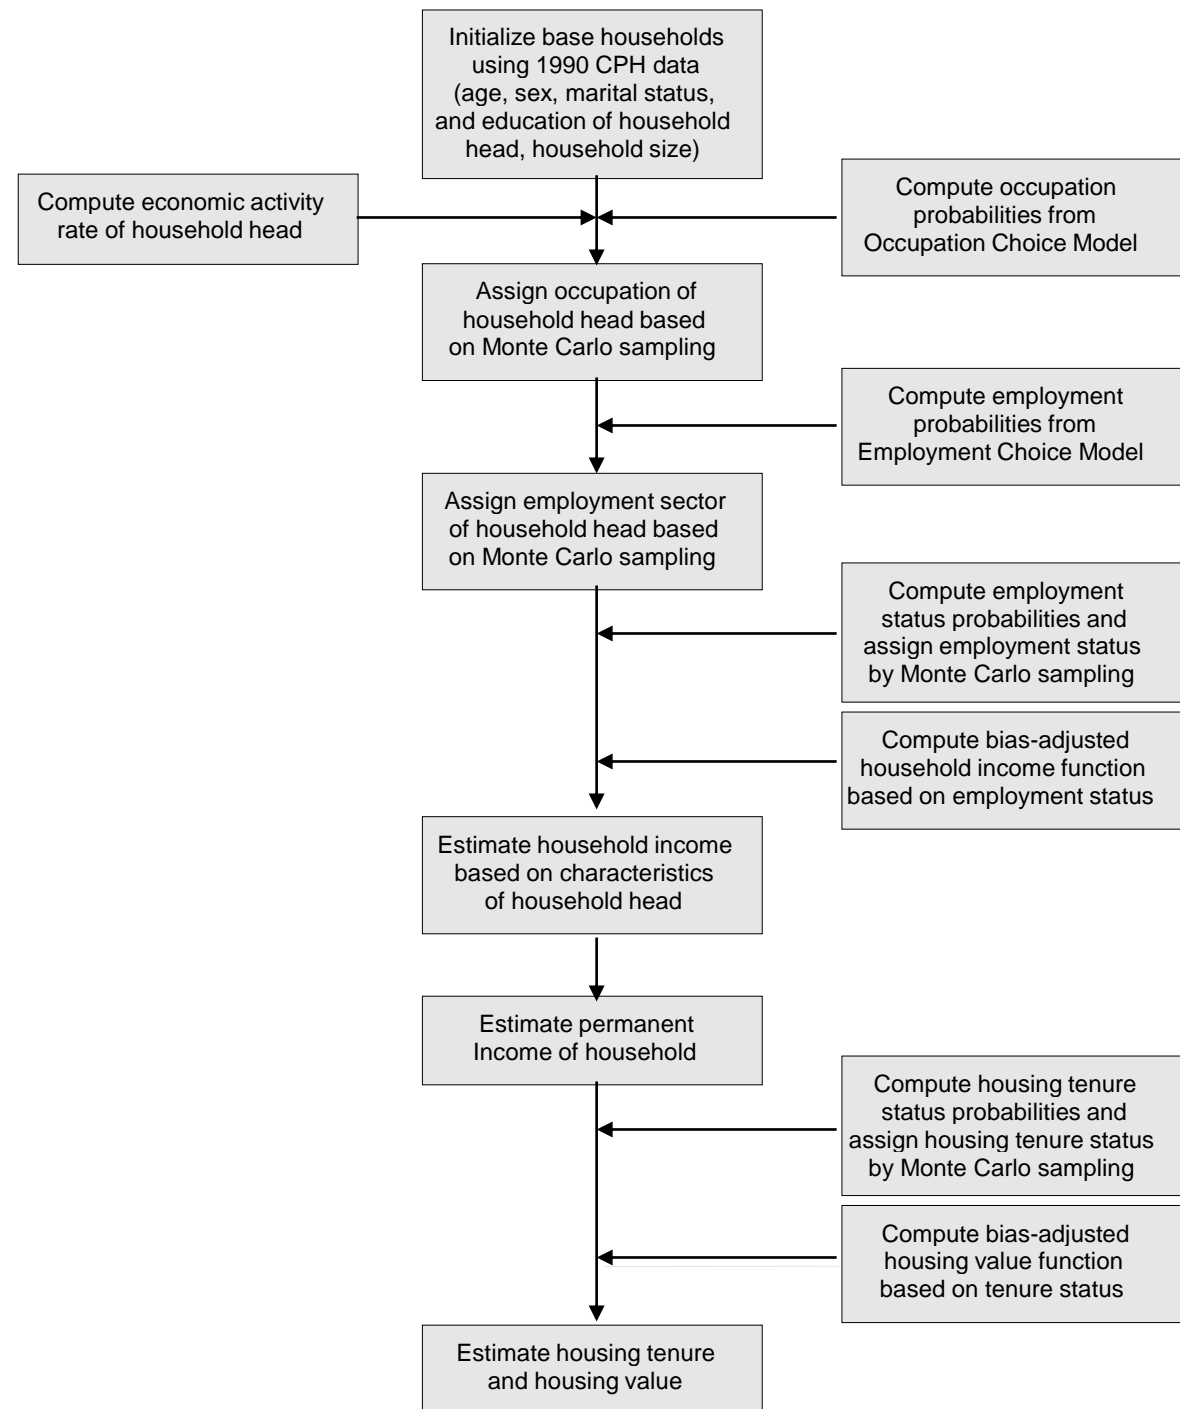 Initialize base households
using 1990 CPH data
(age, sex, marital status,
and education of household
head, household size)
Compute economic activity
rate of household head
Compute occupation
probabilities from
Occupation Choice Model
Assign occupation of
household head based
on Monte Carlo sampling
Compute employment
probabilities from
Employment Choice Model
Assign employment sector
of household head based
on Monte Carlo sampling
Compute employment
status probabilities and
assign employment status
by Monte Carlo sampling
Compute bias-adjusted
household income function
based on employment status
Estimate household income
based on characteristics
of household head
Estimate permanent
Income of household
Compute housing tenure
status probabilities and
assign housing tenure status
by Monte Carlo sampling
Compute bias-adjusted
housing value function
based on tenure status
Estimate housing tenure
and housing value